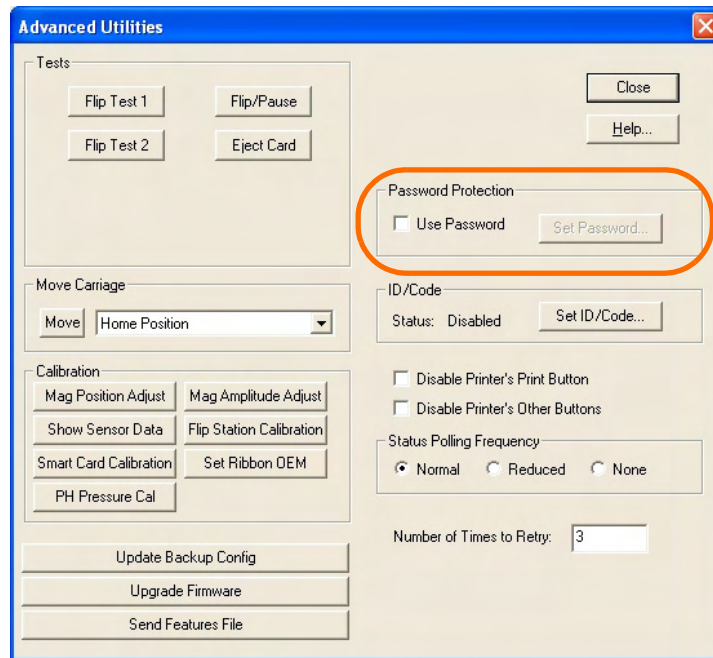 Advanced Utilities
Tests
Flip Test 1
Flip/Pause
Flip Test 2
Eject Card
Close
Help...
Password Protection
Use Password
Set Password...
Move Carriage
Move
Home Position
ID/Code
Status: Disabled
Set ID/Code...
Calibration
Mag Position Adjust
Mag Amplitude Adjust
Show Sensor Data
Flip Station Calibration
Smart Card Calibration
Set Ribbon OEM
PH Pressure Cal
Disable Printer's Print Button
Disable Printer's Other Buttons
Status Polling Frequency
Normal
Reduced
None
Number of Times to Retry: 3
Update Backup Config
Upgrade Firmware
Send Features File